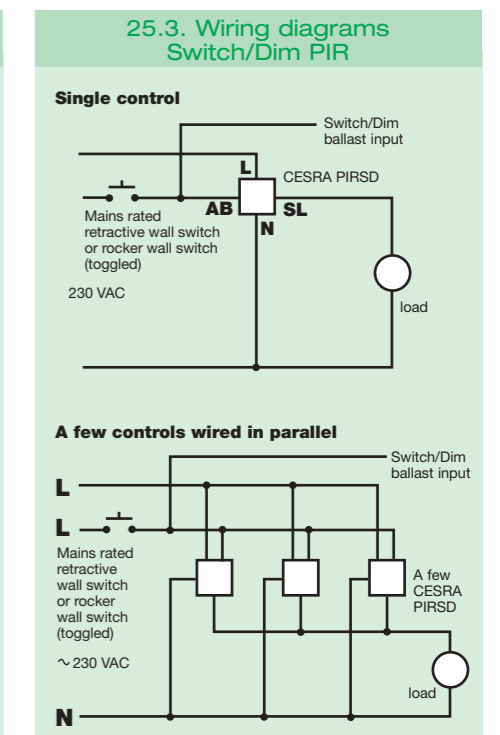 25.3. Wiring diagrams
Switch/Dim PIR
Single control
Switch/Dim
ballast input
L
CESRA PIRSD
AB
SL
N
Mains rated
retractive wall switch
or rocker wall switch
(toggled)
230 VAC
load
A few controls wired in parallel
Switch/Dim
ballast input
L
L
Mains rated
retractive
wall switch
or rocker
wall switch
(toggled)
A few
CESRA
PIRSD
~230 VAC
load
N